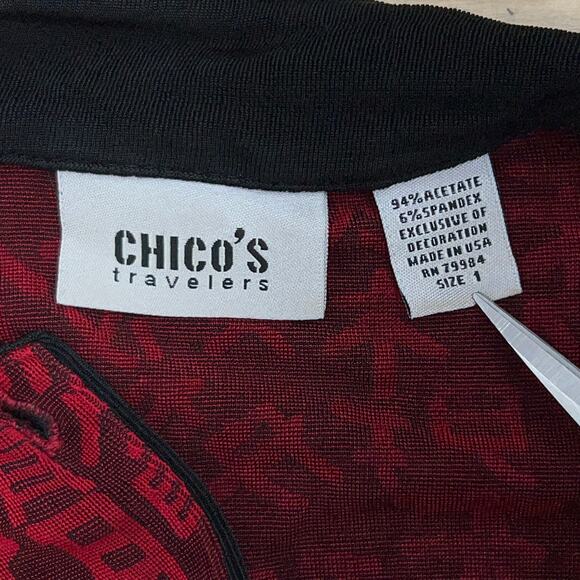 CHICO'S
travelers
94% ACETATE
6% SPANDEX
EXCLUSIVE OF
DECORATION
MADE IN USA
RN 79984
SIZE 1